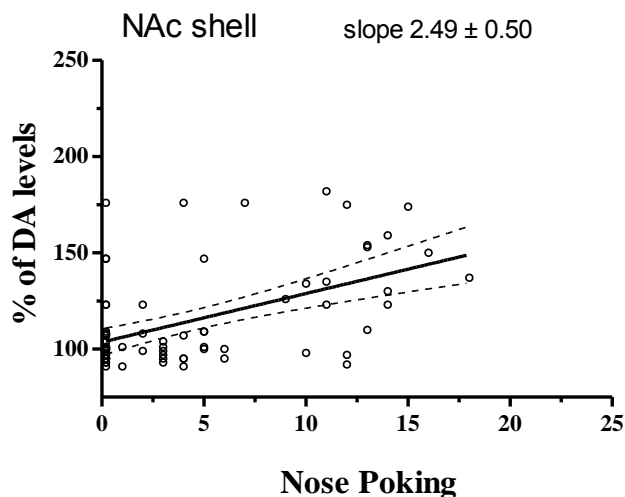 NAc shell
slope 2.49 ± 0.50
250
200
150
100
% of DA levels
0 5 10 15 20 25
Nose Poking